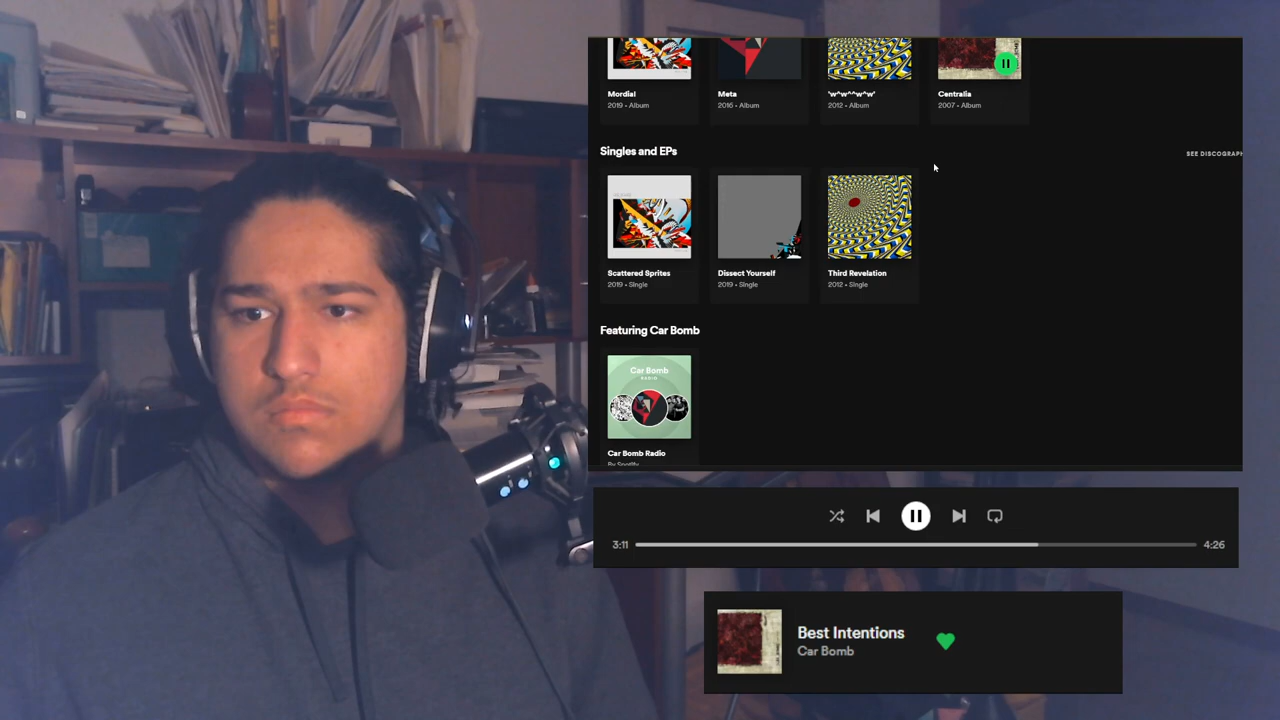 Mordial
2019 • Album
Meta
2016 • Album
'w^w^^w^w'
2012 • Album
Centralia
2007 • Album
Singles and EPs
SEE DISCOGRAPH
Scattered Sprites
2019 • Single
Dissect Yourself
2019 • Single
Third Revelation
2012 • Single
Featuring Car Bomb
Car Bomb
RADIO
Car Bomb Radio
By Spotify
3:11
4:26
Best Intentions
Car Bomb